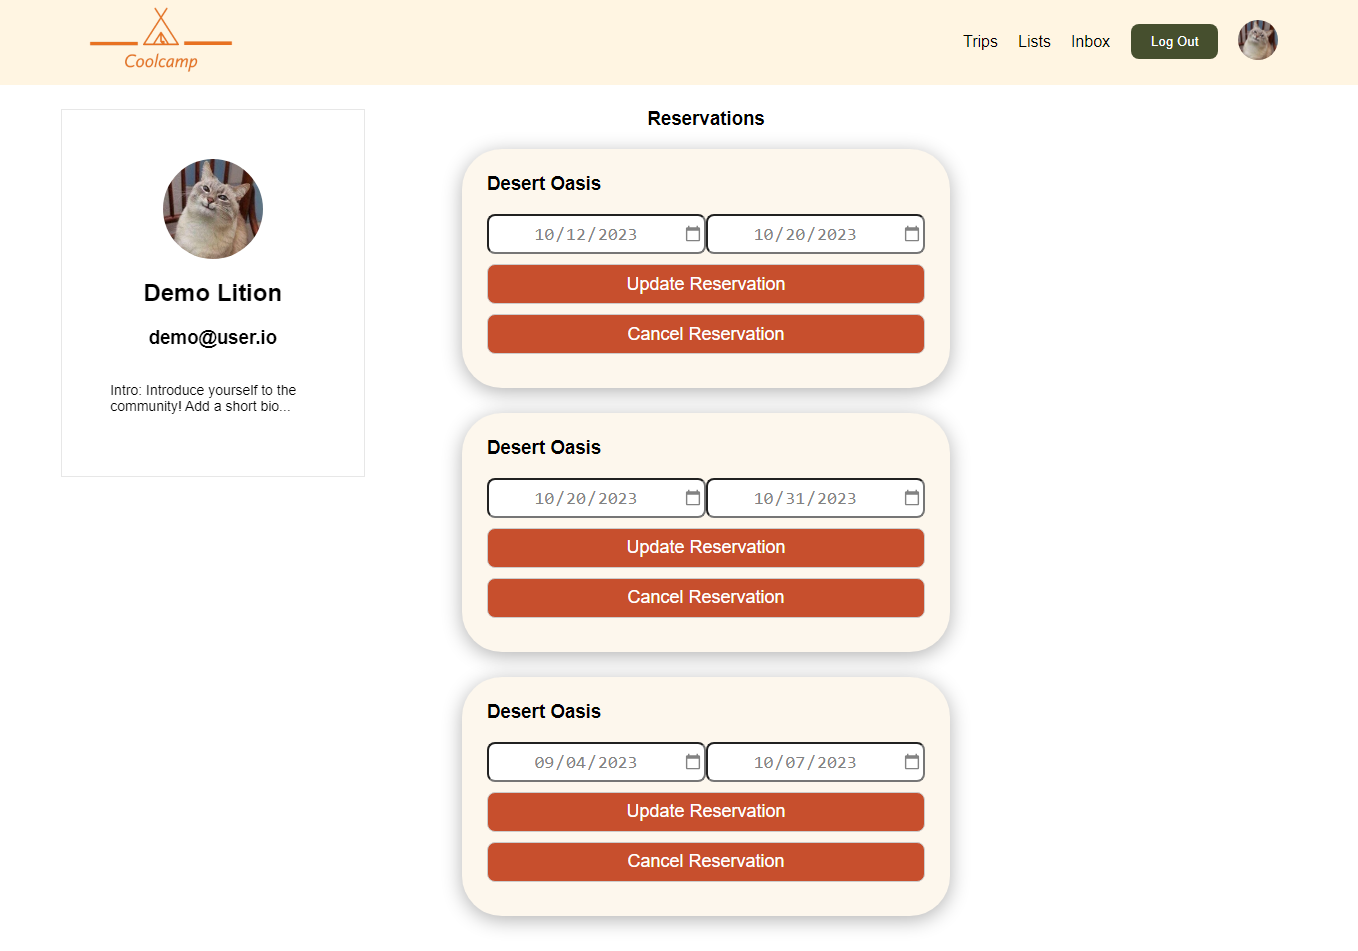 Coolcamp
Trips Lists Inbox Log Out
Demo Lition
demo@user.io
Intro: Introduce yourself to the
community! Add a short bio...
Reservations
Desert Oasis
10/12/2023 10/20/2023
Update Reservation
Cancel Reservation
Desert Oasis
10/20/2023 10/31/2023
Update Reservation
Cancel Reservation
Desert Oasis
09/04/2023 10/07/2023
Update Reservation
Cancel Reservation